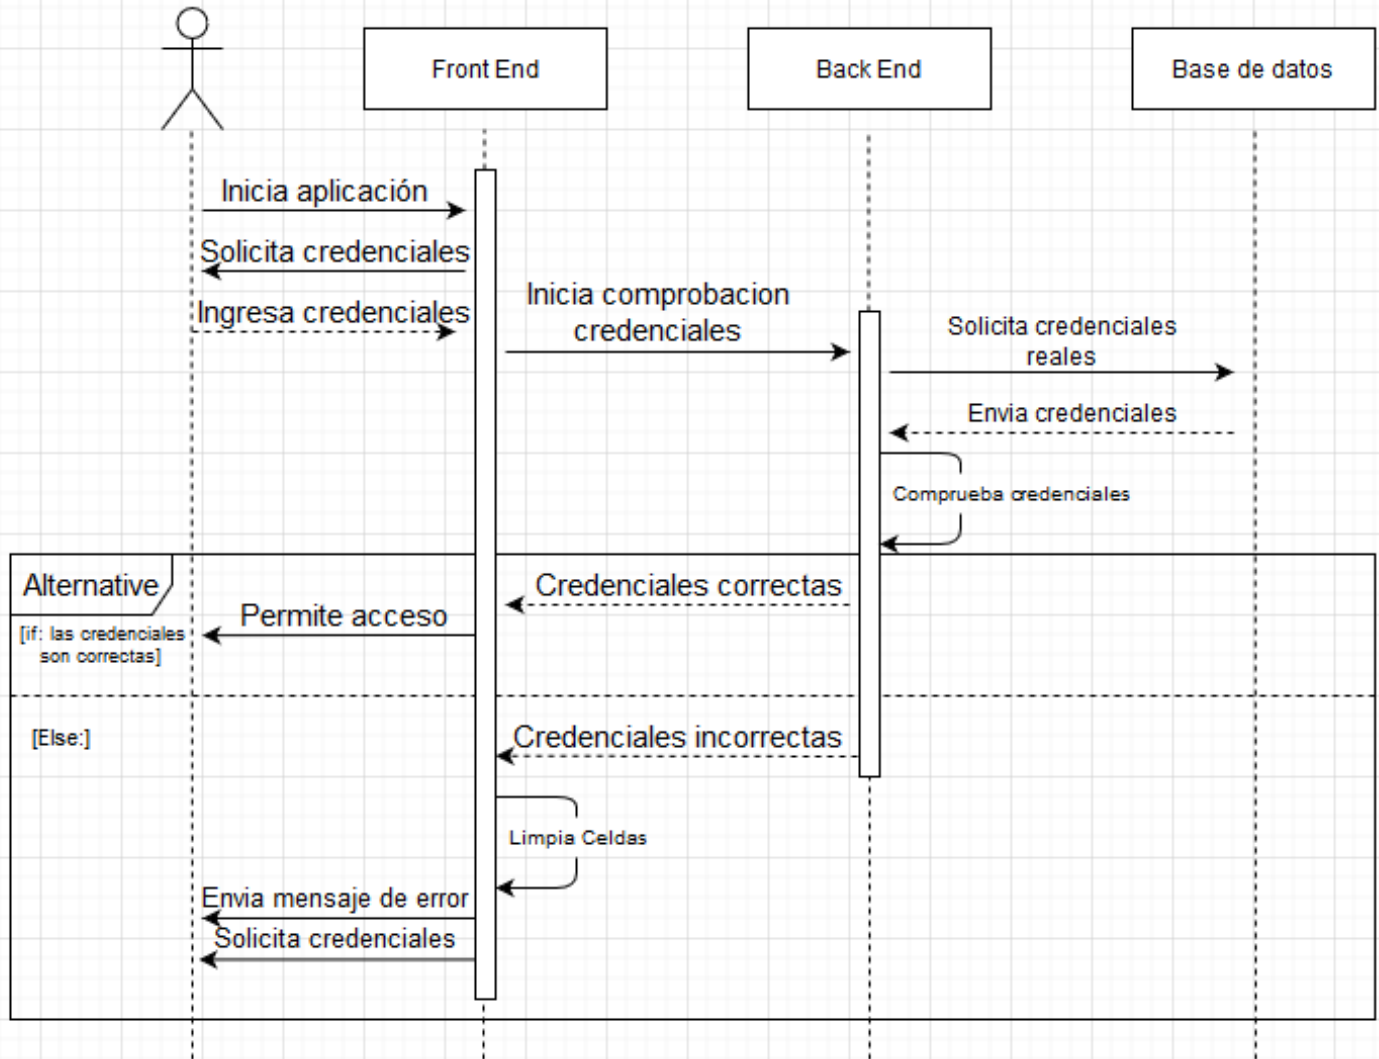 Front End
Back End
Base de datos
Inicia aplicación
Solicita credenciales
Ingresa credenciales
Inicia comprobacion
credenciales
Solicita credenciales
reales
Envia credenciales
Comprueba credenciales
Alternative
Credenciales correctas
Permite acceso
[if: las credenciales
son correctas]
[Else:]
Credenciales incorrectas
Limpia Celdas
Envia mensaje de error
Solicita credenciales